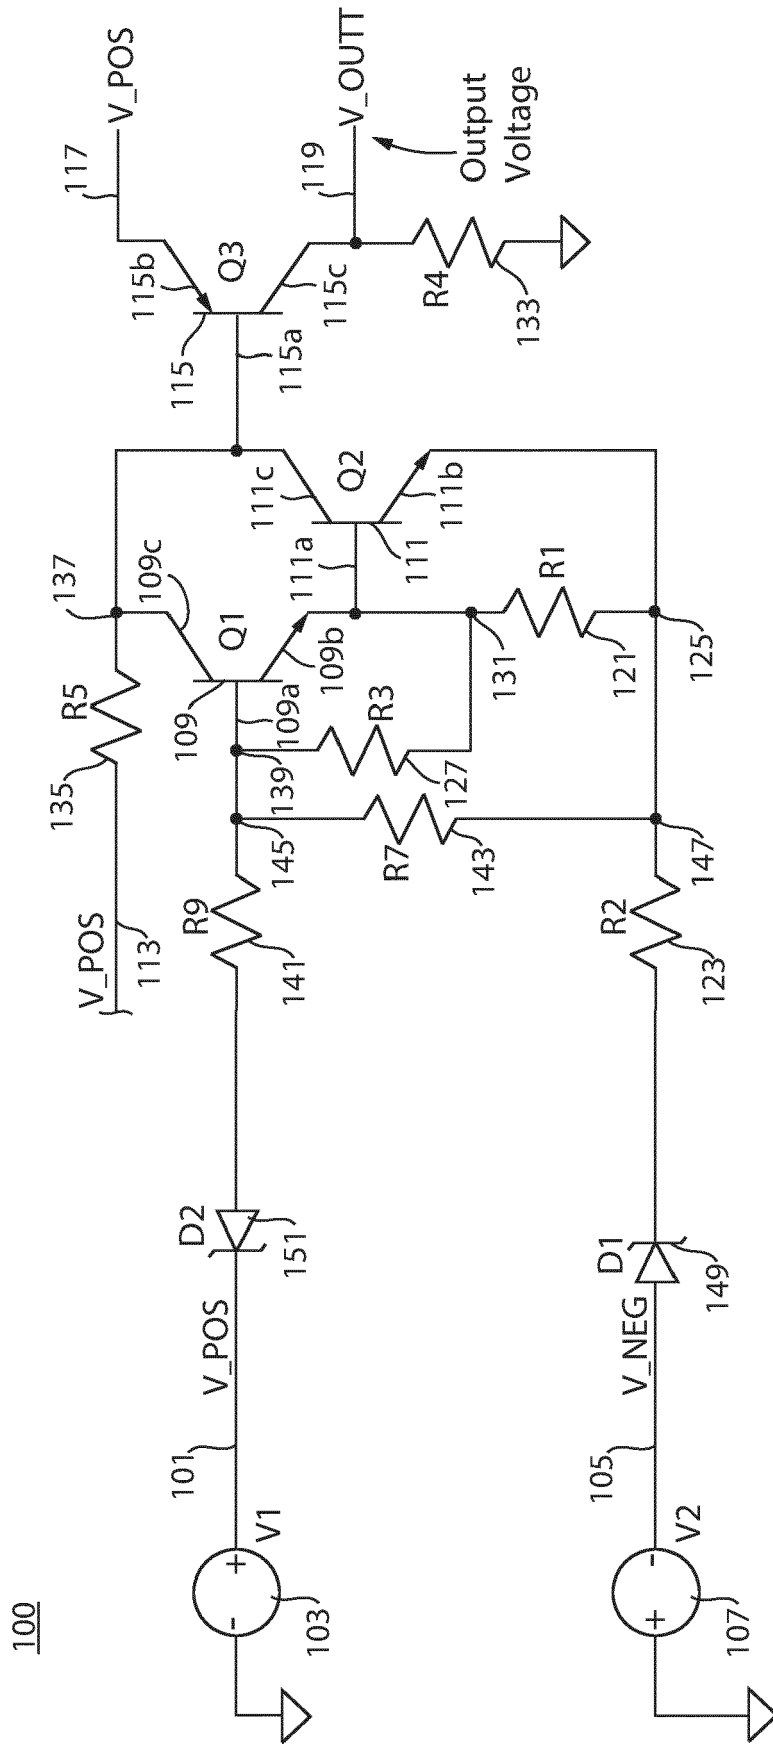 100
V_POS
117
115b
Q3
115
115c
115a
119
V_OUTT
Output
Voltage
R4
133
137
109c
Q1
109
109b
109a
111c
Q2
111a
111
111b
R5
135
V_POS
113
139
145
R3
127
131
R1
121
125
R7
143
147
R9
141
R2
123
D2
151
V_POS
101
V1
+
-
103
D1
149
V_NEG
105
V2
-
+
107